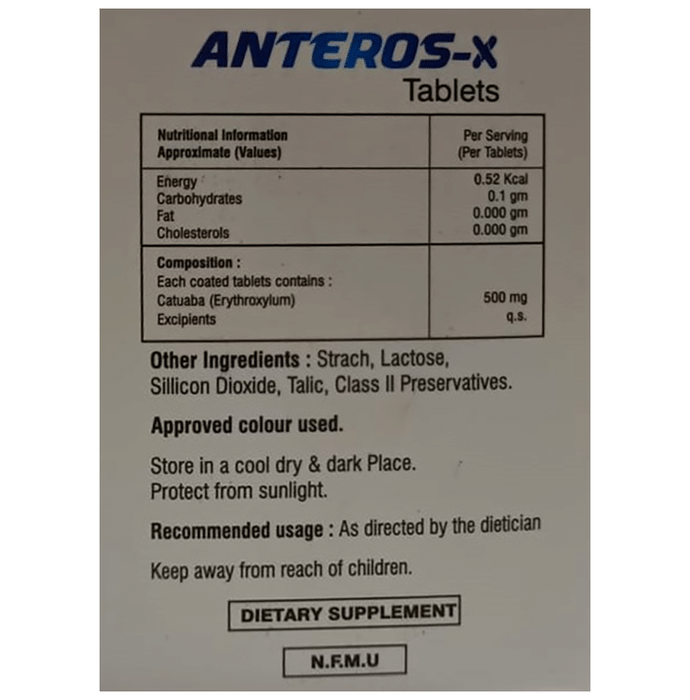 ANTEROS-X
Tablets
Nutritional Information Per Serving
Approximate (Values) (Per Tablets)
Energy 0.52 Kcal
Carbohydrates 0.1 gm
Fat 0.000 gm
Cholesterols 0.000 gm
Composition :
Each coated tablets contains :
Catuaba (Erythroxylum) 500 mg
Excipients q.s.
Other Ingredients : Strach, Lactose,
Sillicon Dioxide, Talic, Class II Preservatives.
Approved colour used.
Store in a cool dry & dark Place.
Protect from sunlight.
Recommended usage : As directed by the dietician
Keep away from reach of children.
DIETARY SUPPLEMENT
N.F.M.U